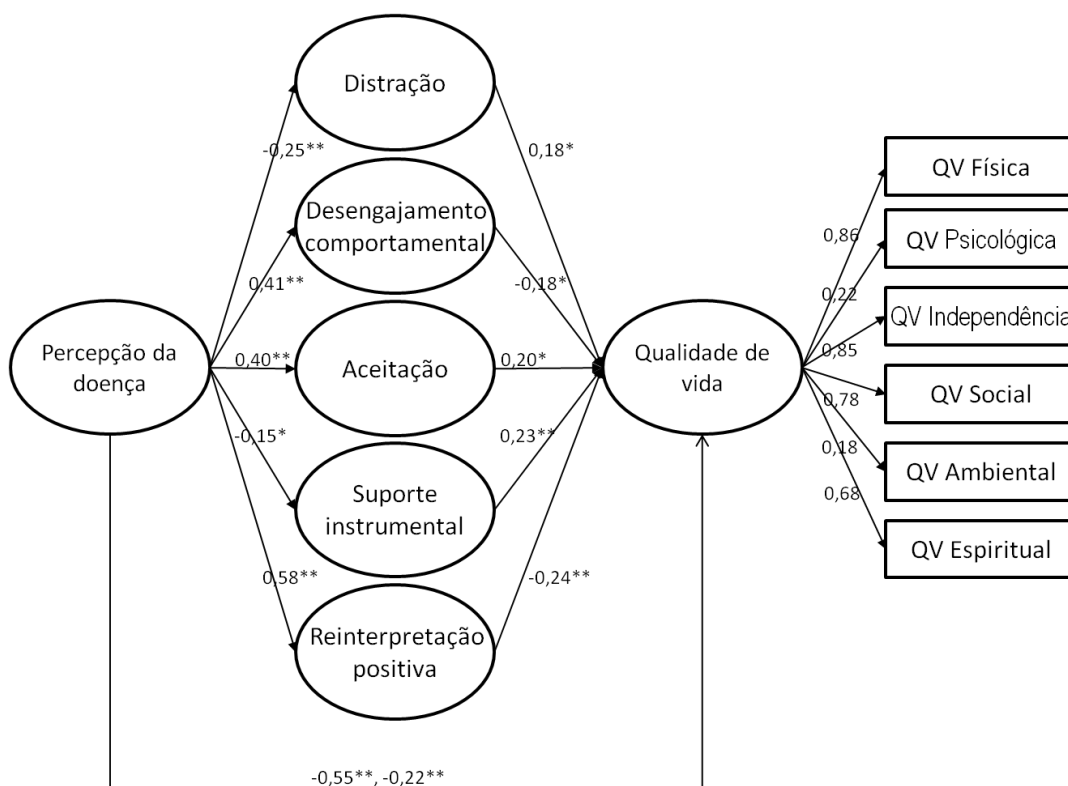 Distração
-0,25**
0,18*
QV Física
Desengajamento
comportamental
0,86
QV Psicológica
0,41**
-0,18*
0,22
QV Independência
Percepção da
doença
0,40**
Aceitação
0,20*
Qualidade de
vida
0,85
QV Social
0,78
-0,15*
0,23**
0,18
QV Ambiental
Suporte
instrumental
0,68
QV Espiritual
0,58**
-0,24**
Reinterpretação
positiva
-0,55**, -0,22**